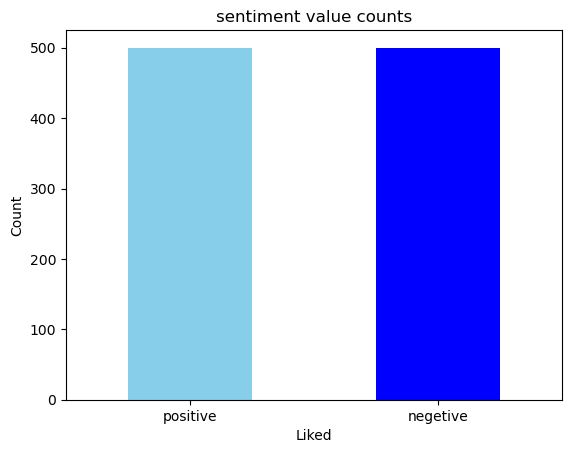 sentiment value counts
500
400
300
200
100
0
Count
positive
negetive
Liked